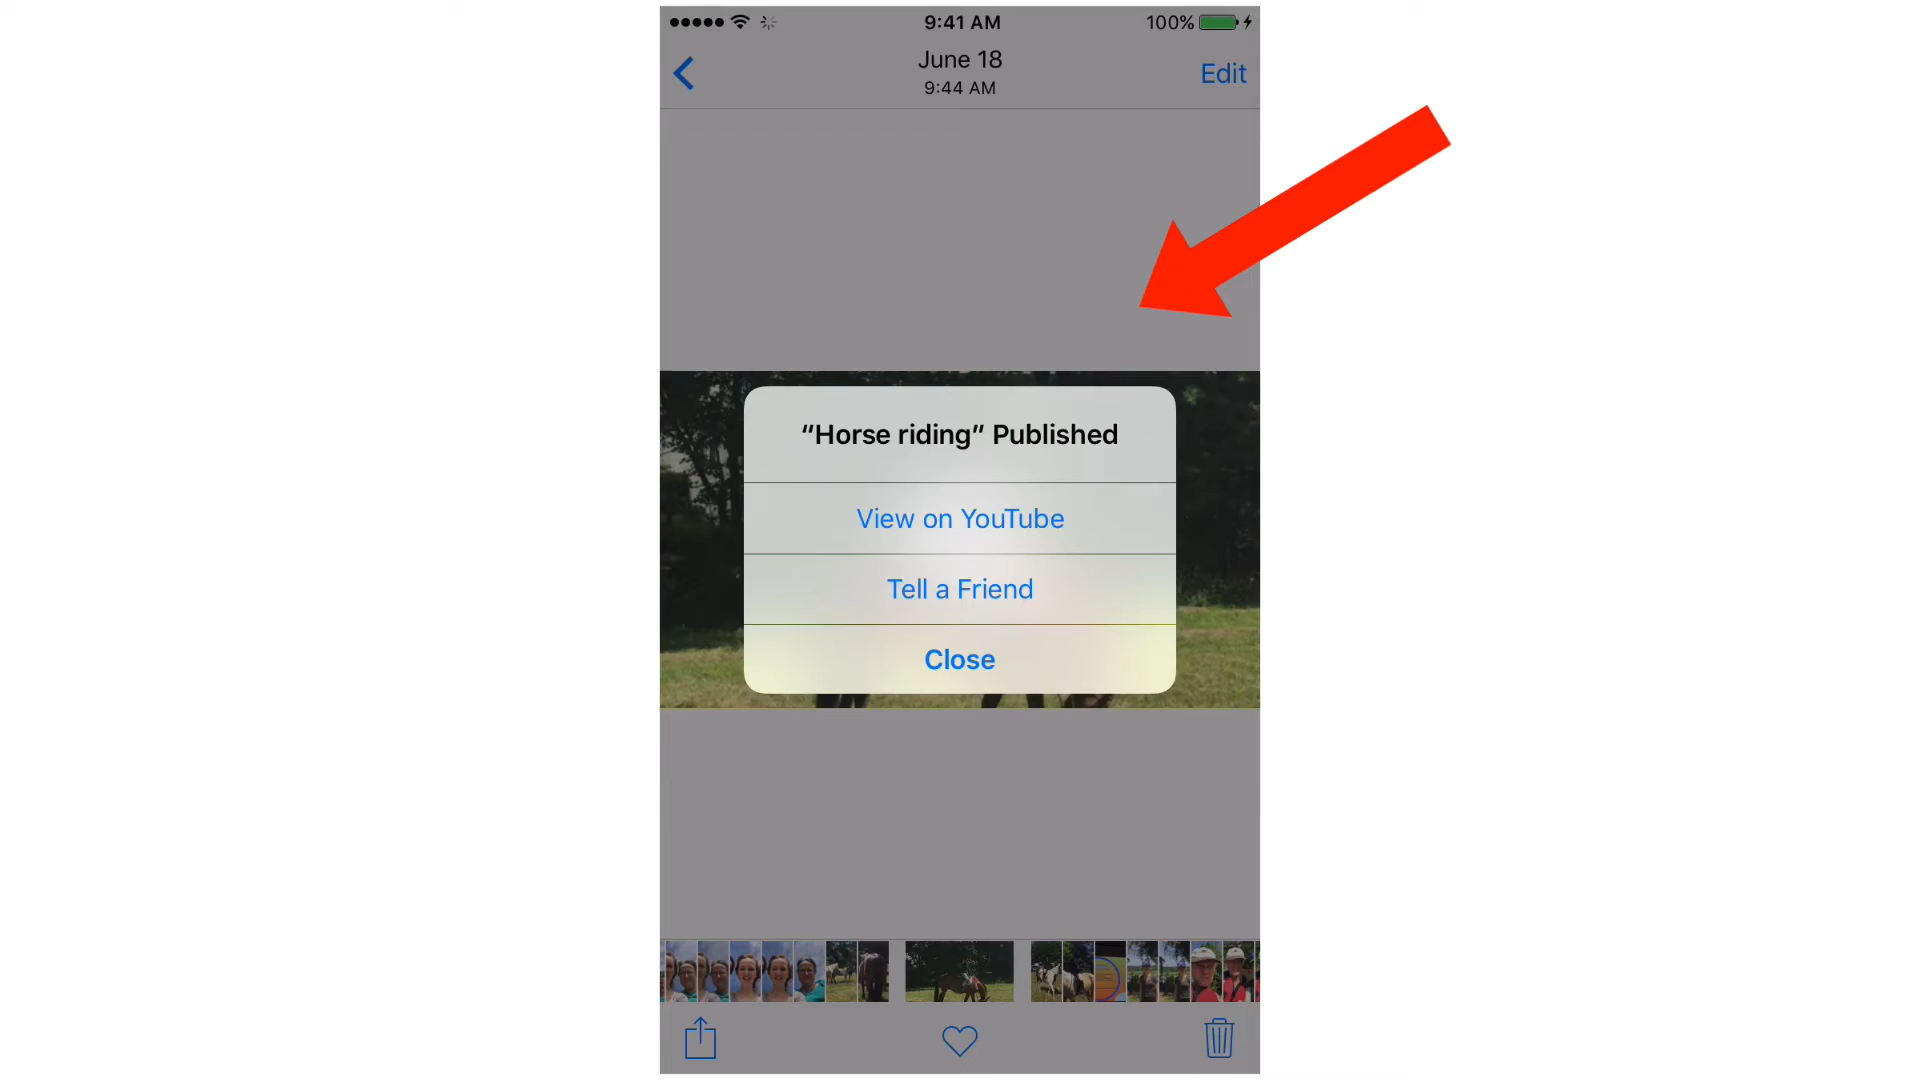 9:41 AM
100%
June 18
9:44 AM
Edit
“Horse riding” Published
View on YouTube
Tell a Friend
Close